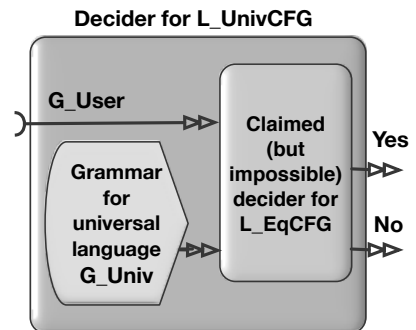 Decider for L_UnivCFG
G_User
Grammar
for
universal
language
G_Univ
Claimed
(but
impossible)
decider for
L_EqCFG
Yes
No